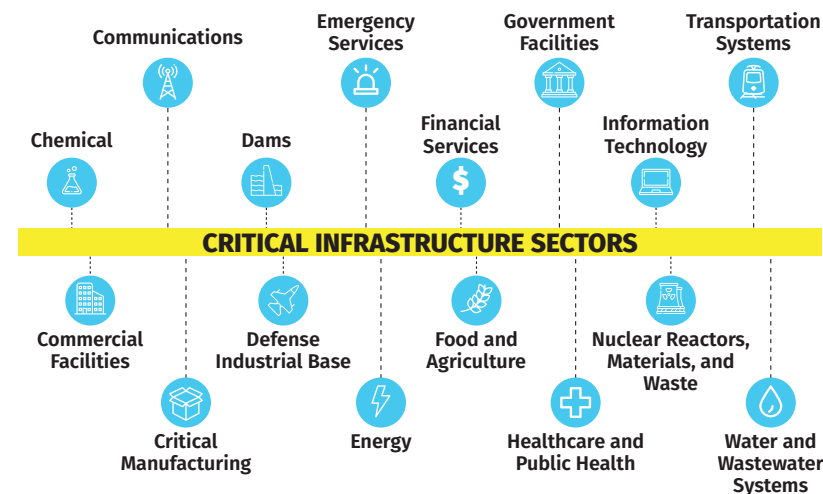 Communications
Emergency
Services
Government
Facilities
Transportation
Systems
Chemical
Dams
Financial
Services
Information
Technology
$
CRITICAL INFRASTRUCTURE SECTORS
Commercial
Facilities
Defense
Industrial Base
Food and
Agriculture
Nuclear Reactors,
Materials, and
Waste
Critical
Manufacturing
Energy
Healthcare and
Public Health
Water and
Wastewater
Systems